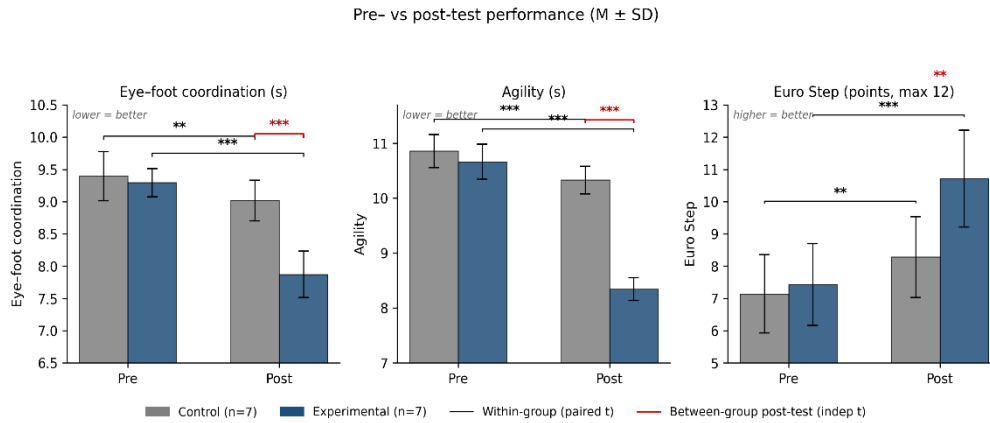 Pre– vs post-test performance (M ± SD)
Eye–foot coordination (s)
lower = better
**
***
***
Eye–foot coordination
10.5
10.0
9.5
9.0
8.5
8.0
7.5
7.0
6.5
Pre
Post
Agility (s)
lower = better
***
***
***
Agility
11
10
9
8
7
Pre
Post
**
Euro Step (points, max 12)
higher = better
***
**
Euro Step
13
12
11
10
9
8
7
6
5
Pre
Post
Control (n=7)
Experimental (n=7)
Within-group (paired t)
Between-group post-test (indep t)